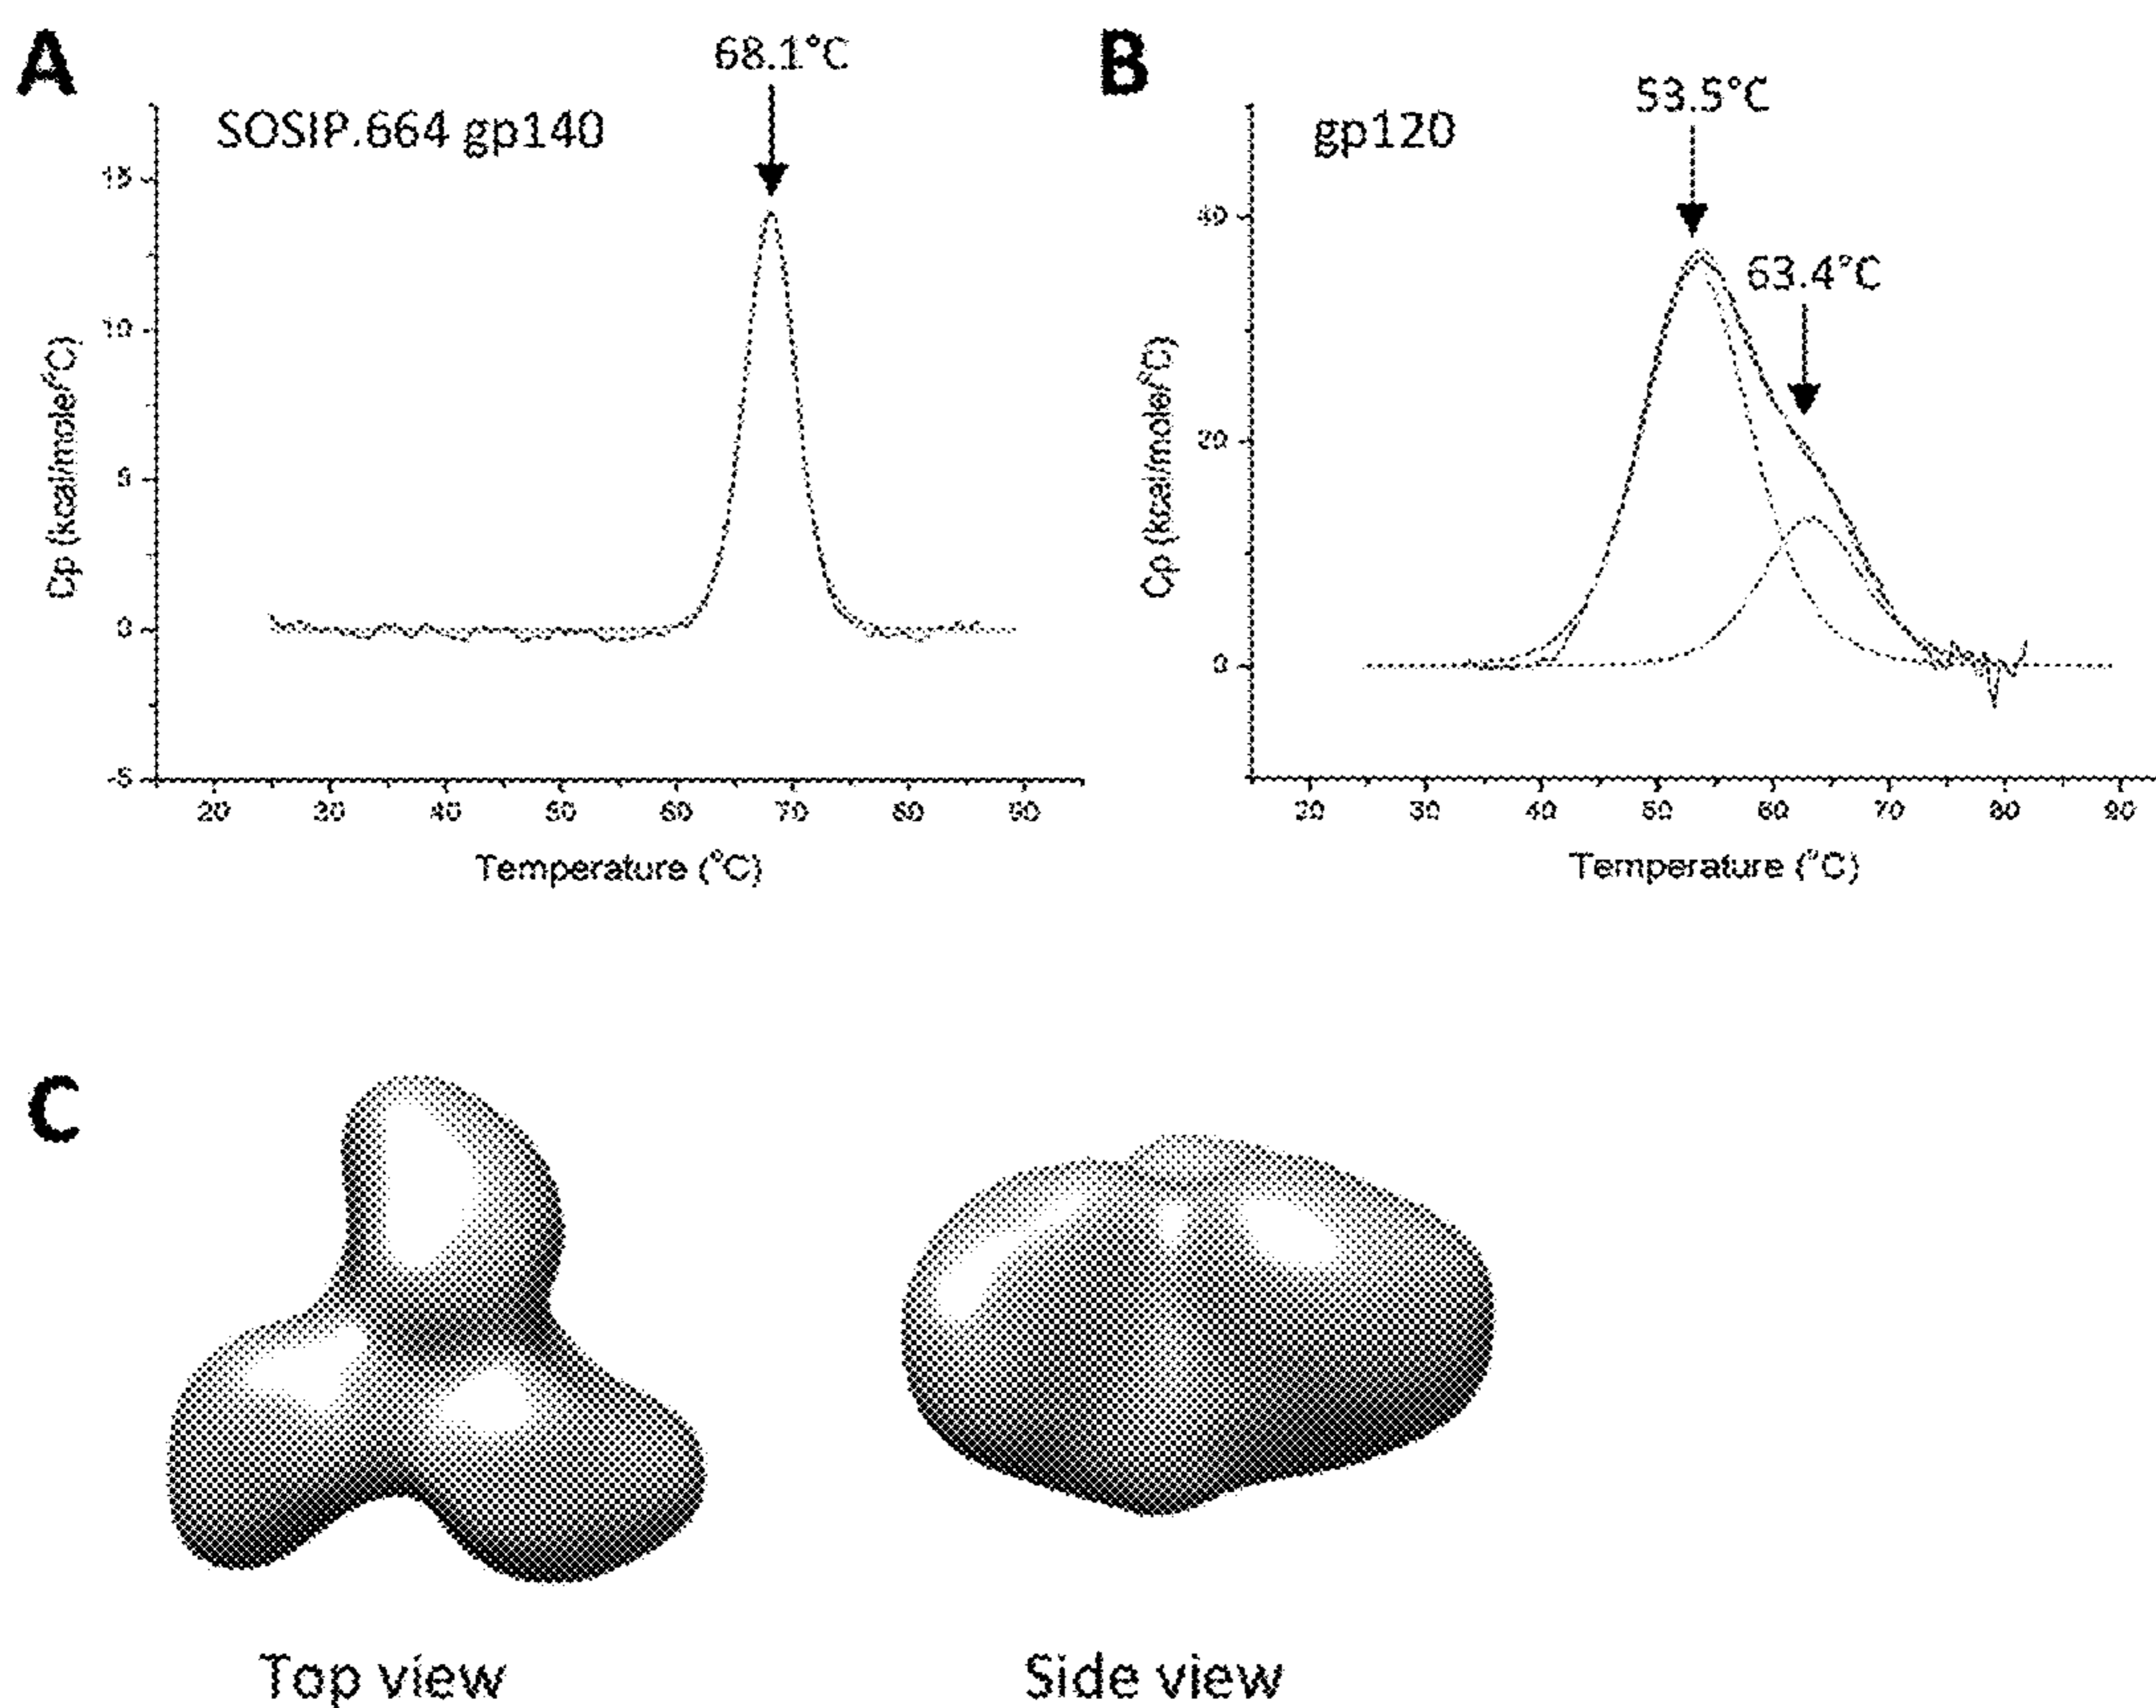 A
68.1°C
SOSIP.664 gp140
15
10
5
0
-5
Cp (kcal/mole/°C)
20 30 40 50 60 70 80 90
Temperature (°C)
B
53.5°C
gp120
63.4°C
40
20
0
Cp (kcal/mole/°C)
20 30 40 50 60 70 80 90
Temperature (°C)
C
Top view
Side view